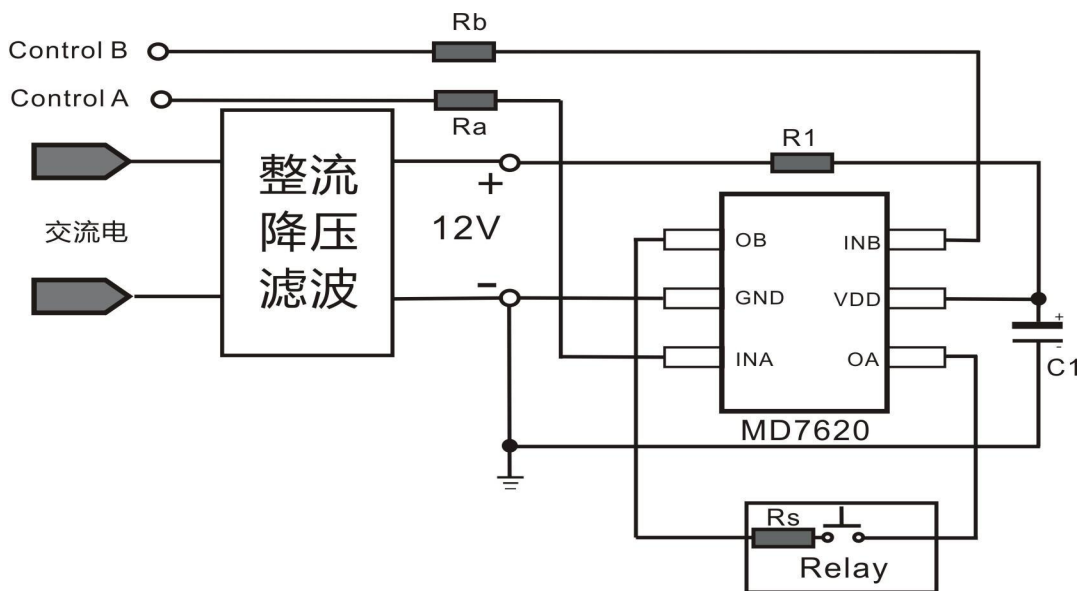 Control B
Rb
Control A
Ra
R1
整流
降压
滤波
交流电
+
12V
-
OB
INB
GND
VDD
INA
OA
+
-
C1
MD7620
Rs
Relay